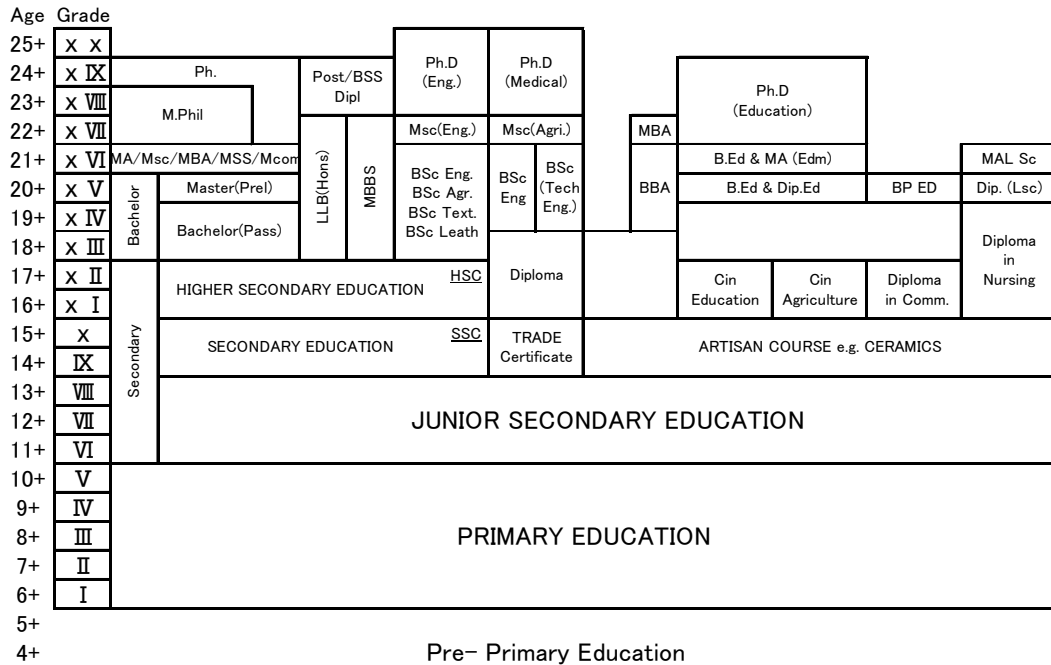 Age Grade
25+ x x
24+ x Ⅸ
23+ x Ⅷ
22+ x Ⅶ
21+ x Ⅵ
20+ x Ⅴ
19+ x Ⅳ
18+ x Ⅲ
17+ x Ⅱ
16+ x Ⅰ
15+ x
14+ Ⅸ
13+ Ⅷ
12+ Ⅶ
11+ Ⅵ
10+ Ⅴ
9+ Ⅳ
8+ Ⅲ
7+ Ⅱ
6+ Ⅰ
5+
4+
Ph.
M.Phil
MA/Msc/MBA/MSS/Mcom
Bachelor
Master(Prel)
Bachelor(Pass)
Post/BSS
Dipl
LLB(Hons)
MBBS
Ph.D
(Eng.)
Msc(Eng.)
BSc Eng.
BSc Agr.
BSc Text.
BSc Leath
Ph.D
(Medical)
Msc(Agri.)
BSc
Eng
BSc
(Tech
Eng.)
MBA
BBA
Ph.D
(Education)
B.Ed & MA (Edm)
B.Ed & Dip.Ed
BP ED
MAL Sc
Dip. (Lsc)
Diploma
in
Nursing
Secondary
HSC
HIGHER SECONDARY EDUCATION
Diploma
Cin
Education
Cin
Agriculture
Diploma
in Comm.
SSC
SECONDARY EDUCATION
TRADE
Certificate
ARTISAN COURSE e.g. CERAMICS
JUNIOR SECONDARY EDUCATION
PRIMARY EDUCATION
Pre- Primary Education